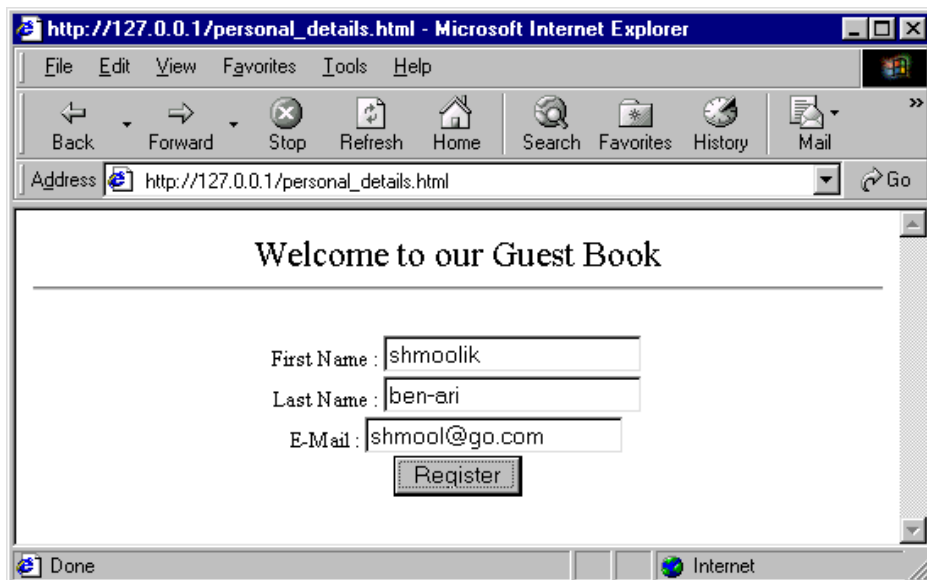 http://127.0.0.1/personal_details.html - Microsoft Internet Explorer
File Edit View Favorites Tools Help
Back Forward Stop Refresh Home Search Favorites History Mail »
Address http://127.0.0.1/personal_details.html Go
Welcome to our Guest Book
First Name : shmoolik
Last Name : ben-ari
E-Mail : shmool@go.com
Register
Done Internet